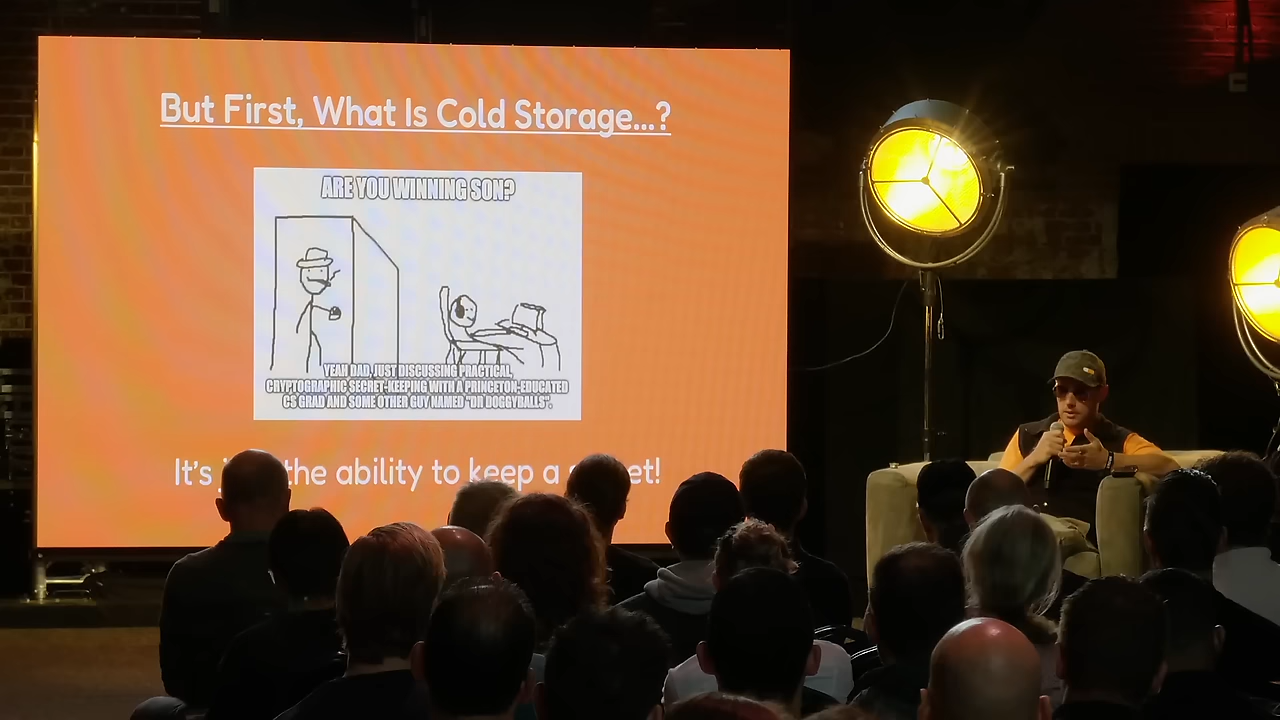 But First, What Is Cold Storage...?
ARE YOU WINNING SON?
YEAH DAD, JUST DISCUSSING PRACTICAL,
CRYPTOGRAPHIC SECRET-KEEPING WITH A PRINCETON-EDUCATED
CS GRAD AND SOME OTHER GUY NAMED "DR DOGGYBALLS".
It's the ability to keep a